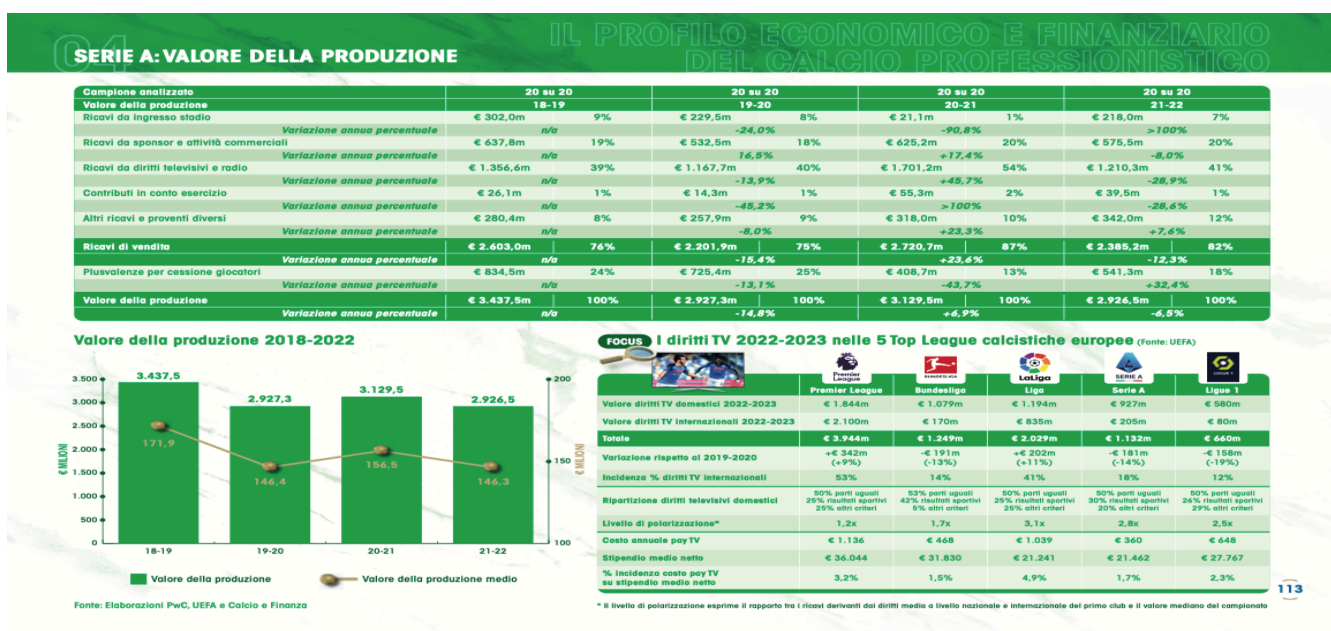 04
IL PROFILO ECONOMICO E FINANZIARIO
DEL CALCIO PROFESSIONISTICO
SERIE A: VALORE DELLA PRODUZIONE
Campione analizzato 20 su 20 20 su 20 20 su 20 20 su 20
Valore della produzione 18-19 19-20 20-21 21-22
Ricavi da ingresso stadio € 302,0m 9% € 229,5m 8% € 21,1m 1% € 218,0m 7%
Variazione annua percentuale n/a -24,0% -90,8% >100%
Ricavi da sponsor e attività commerciali € 637,8m 19% € 532,5m 18% € 625,2m 20% € 575,5m 20%
Variazione annua percentuale n/a 16,5% +17,4% -8,0%
Ricavi da diritti televisivi e radio € 1.356,6m 39% € 1.167,7m 40% € 1.701,2m 54% € 1.210,3m 41%
Variazione annua percentuale n/a -13,9% +45,7% -28,9%
Contributi in conto esercizio € 26,1m 1% € 14,3m 1% € 55,3m 2% € 39,5m 1%
Variazione annua percentuale n/a -45,2% >100% -28,6%
Altri ricavi e proventi diversi € 280,4m 8% € 257,9m 9% € 318,0m 10% € 342,0m 12%
Variazione annua percentuale n/a -8,0% +23,3% +7,6%
Ricavi di vendita € 2.603,0m 76% € 2.201,9m 75% € 2.720,7m 87% € 2.385,2m 82%
Variazione annua percentuale n/a -15,4% +23,6% -12,3%
Plusvalenze per cessione giocatori € 834,5m 24% € 725,4m 25% € 408,7m 13% € 541,3m 18%
Variazione annua percentuale n/a -13,1% -43,7% +32,4%
Valore della produzione € 3.437,5m 100% € 2.927,3m 100% € 3.129,5m 100% € 2.926,5m 100%
Variazione annua percentuale n/a -14,8% +6,9% -6,5%
Valore della produzione 2018-2022
€ MILIONI
3.500
3.000
2.500
2.000
1.500
1.000
500
0
3.437,5
2.927,3
3.129,5
2.926,5
171,9
146,4
156,5
146,3
200
150
100
€ MILIONI
18-19 19-20 20-21 21-22
Valore della produzione Valore della produzione medio
Fonte: Elaborazioni PwC, UEFA e Calcio e Finanza
FOCUS I diritti TV 2022-2023 nelle 5 Top League calcistiche europee (Fonte: UEFA)
Premier League BUNDESLIGA LaLiga SERIE A LIGUE 1
Premier League Bundesliga Liga Serie A Ligue 1
Valore diritti TV domestici 2022-2023 € 1.844m € 1.079m € 1.194m € 927m € 580m
Valore diritti TV internazionali 2022-2023 € 2.100m € 170m € 835m € 205m € 80m
Totale € 3.944m € 1.249m € 2.029m € 1.132m € 660m
Variazione rispetto al 2019-2020 +€ 342m (+9%) -€ 191m (-13%) +€ 202m (+11%) -€ 181m (-14%) -€ 158m (-19%)
Incidenza % diritti TV internazionali 53% 14% 41% 18% 12%
Ripartizione diritti televisivi domestici
50% parti uguali 53% parti uguali 50% parti uguali 50% parti uguali 50% parti uguali
25% risultati sportivi 42% risultati sportivi 25% risultati sportivi 30% risultati sportivi 26% risultati sportivi
25% altri criteri 5% altri criteri 25% altri criteri 20% altri criteri 29% altri criteri
Livello di polarizzazione* 1,2x 1,7x 3,1x 2,8x 2,5x
Costo annuale pay TV € 1.136 € 468 € 1.039 € 360 € 648
Stipendio medio netto € 36.044 € 31.830 € 21.241 € 21.462 € 27.767
% incidenza costo pay TV
su stipendio medio netto 3,2% 1,5% 4,9% 1,7% 2,3%
* Il livello di polarizzazione esprime il rapporto tra i ricavi derivanti dai diritti media a livello nazionale e internazionale del primo club e il valore mediana del campionato
113